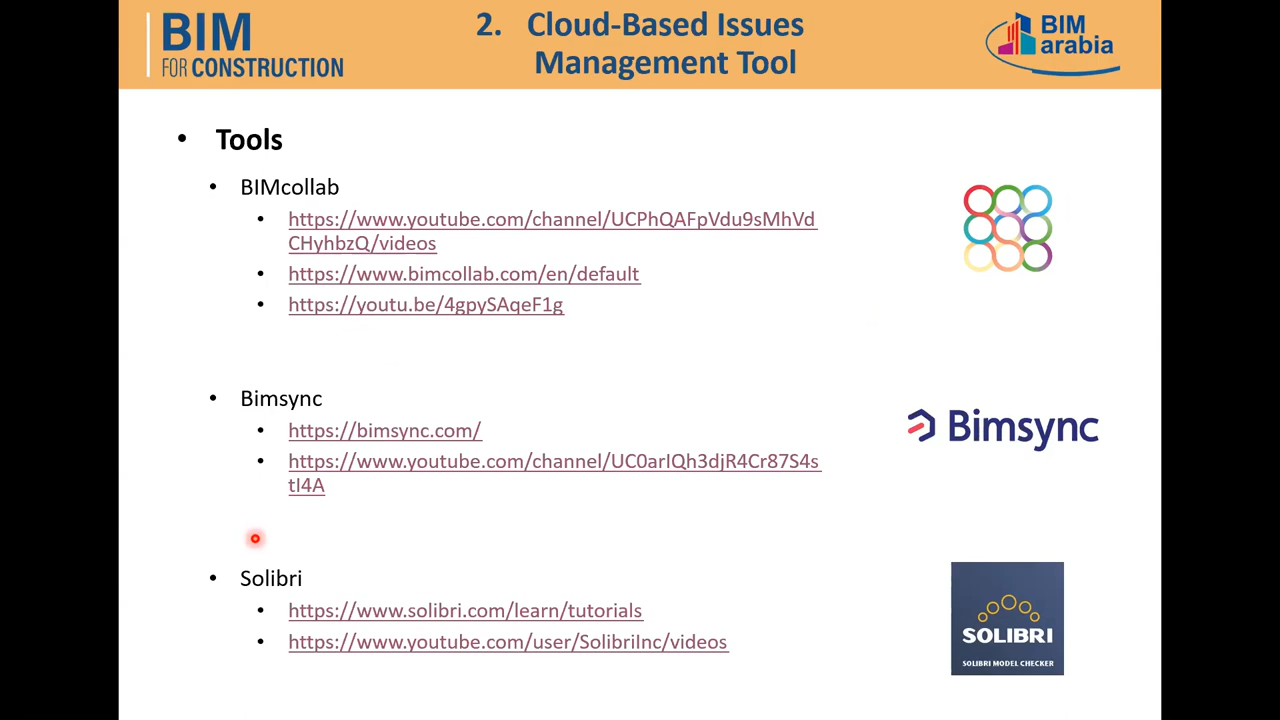 BIM
FOR CONSTRUCTION
2. Cloud-Based Issues
Management Tool
BIM
arabia
• Tools
• BIMcollab
• https://www.youtube.com/channel/UCPhQAFpVdu9sMhVd
CHyhbzQ/videos
• https://www.bimcollab.com/en/default
• https://youtu.be/4gpySAqeF1g
• Bimsync
Bimsync
• https://bimsync.com/
• https://www.youtube.com/channel/UC0arIQh3djR4Cr87S4s
tI4A
• Solibri
• https://www.solibri.com/learn/tutorials
• https://www.youtube.com/user/SolibriInc/videos
SOLIBRI
SOLIBRI MODEL CHECKER